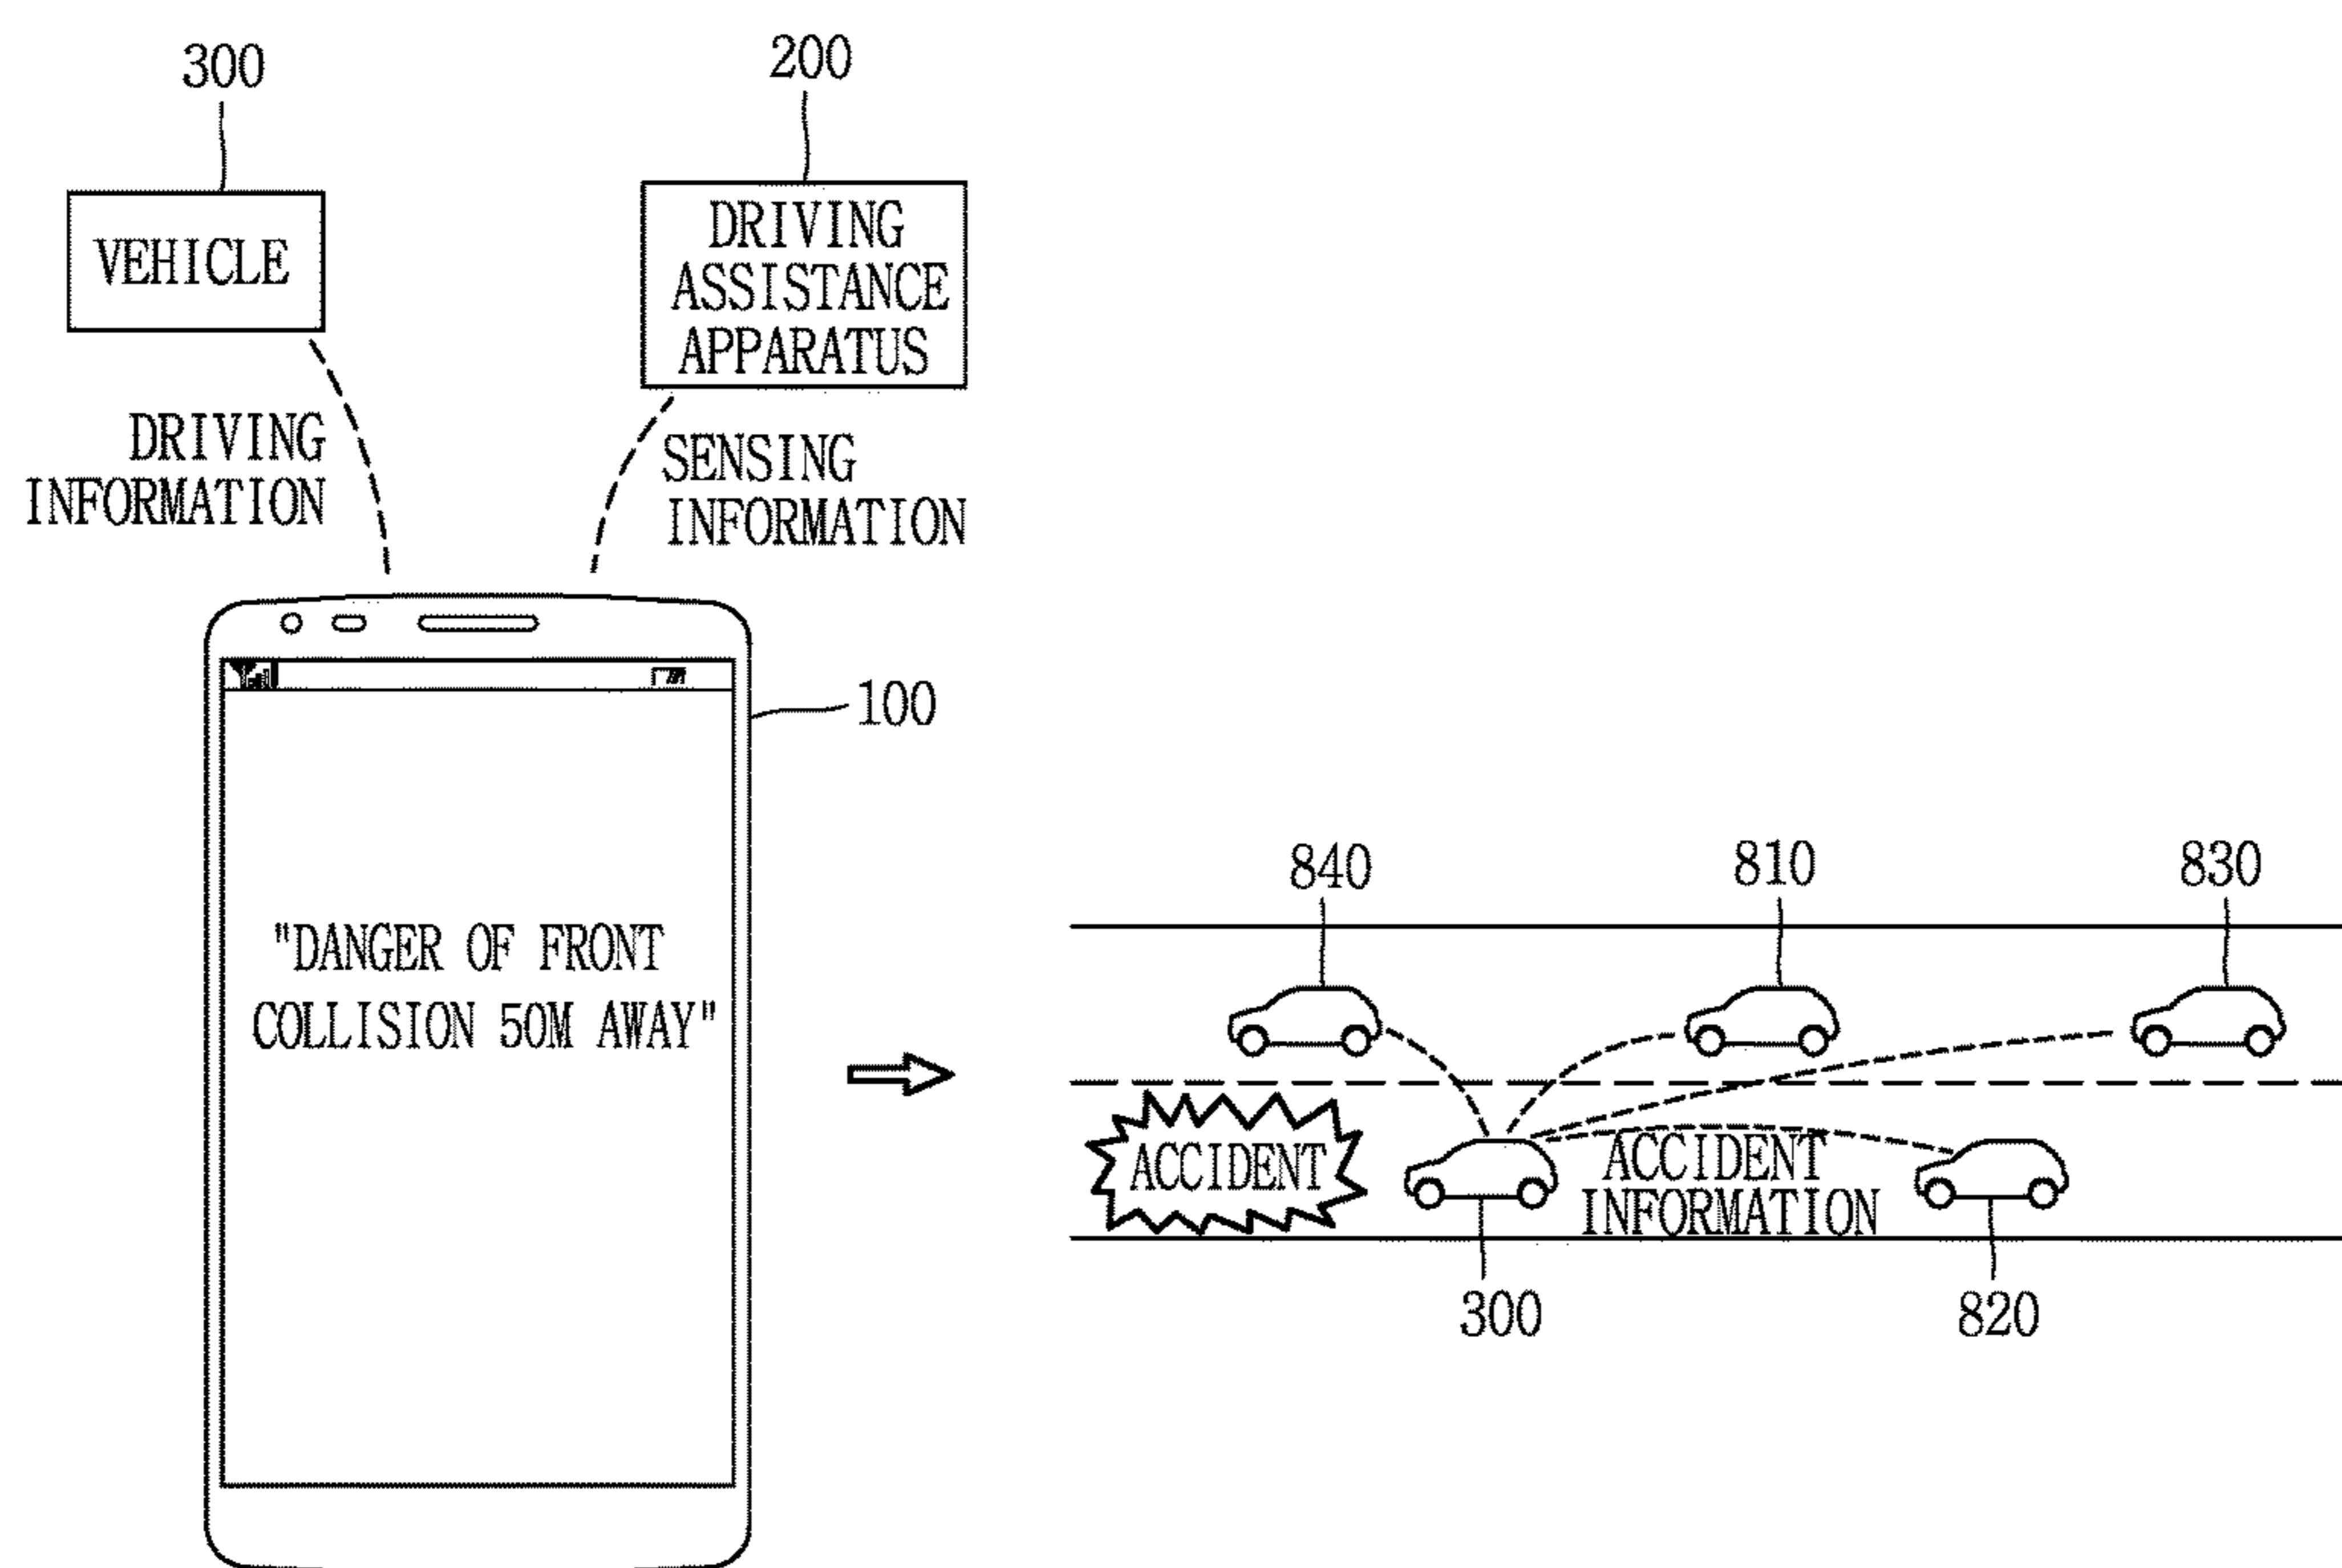 300
200
VEHICLE
DRIVING
ASSISTANCE
APPARATUS
DRIVING
INFORMATION
SENSING
INFORMATION
100
"DANGER OF FRONT
COLLISION 50M AWAY"
840
810
830
ACCIDENT
ACCIDENT
INFORMATION
300
820